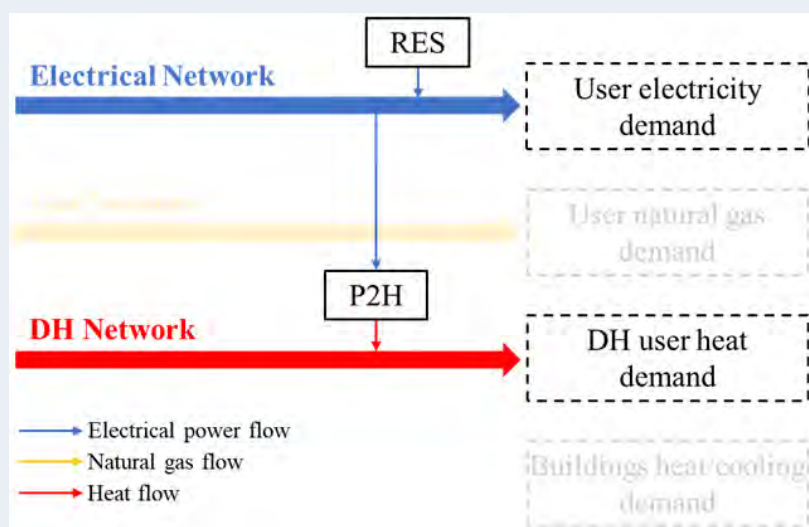 RES
Electrical Network
User electricity
demand
User natural gas
demand
P2H
DH Network
DH user heat
demand
Electrical power flow
Natural gas flow
Heat flow
Buildings heat cooling
demand